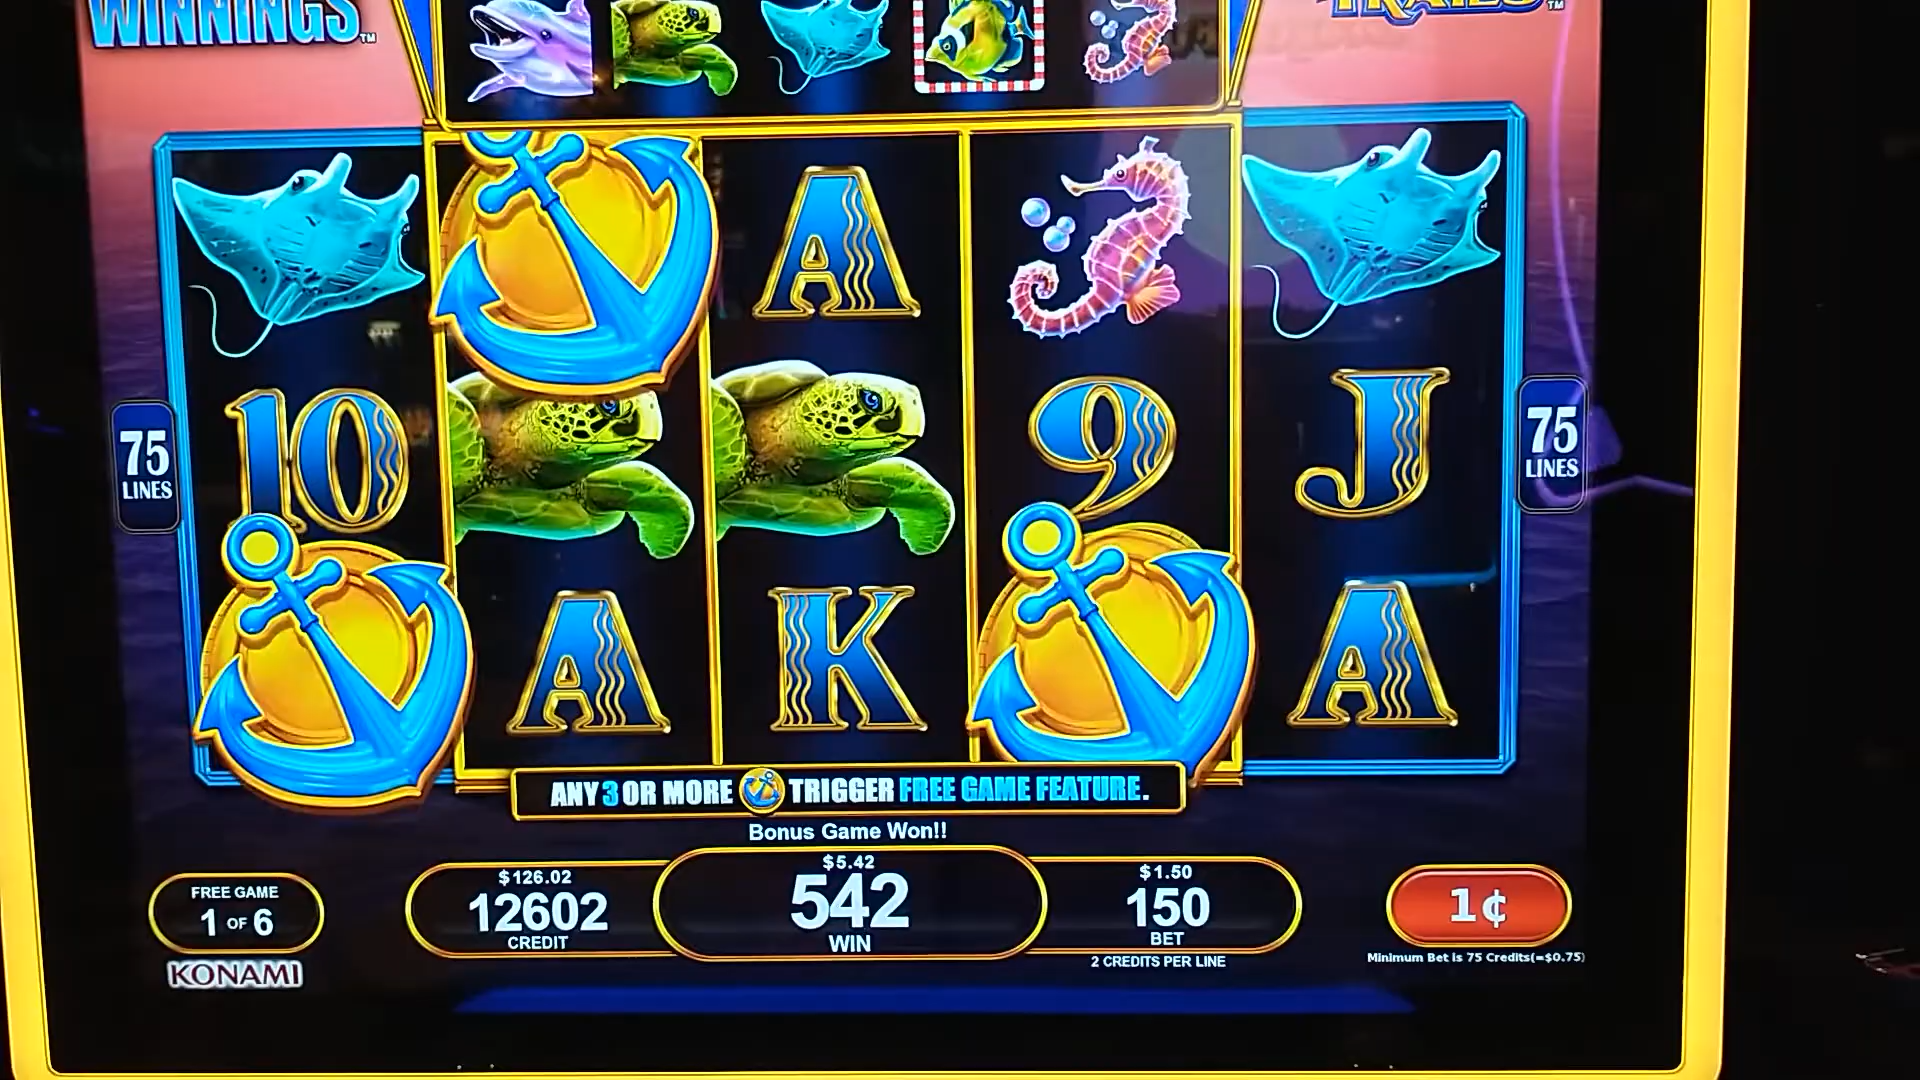 WINNINGS™
TRAILS™
A
10
9
J
75
LINES
75
LINES
A
K
A
ANY 3 OR MORE TRIGGER FREE GAME FEATURE.
Bonus Game Won!!
FREE GAME
1 OF 6
$126.02
12602
CREDIT
$5.42
542
WIN
$1.50
150
BET
2 CREDITS PER LINE
1¢
Minimum Bet is 75 Credits(=$0.75)
KONAMI